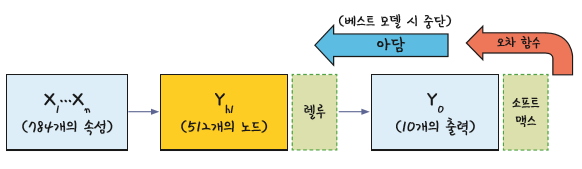 (베스트 모델 시 중단)
아담
오차 함수
X₁...Xₙ
(784개의 속성)
Yh1
(512개의 노드)
렐루
Yo
(10개의 출력)
소프트
맥스